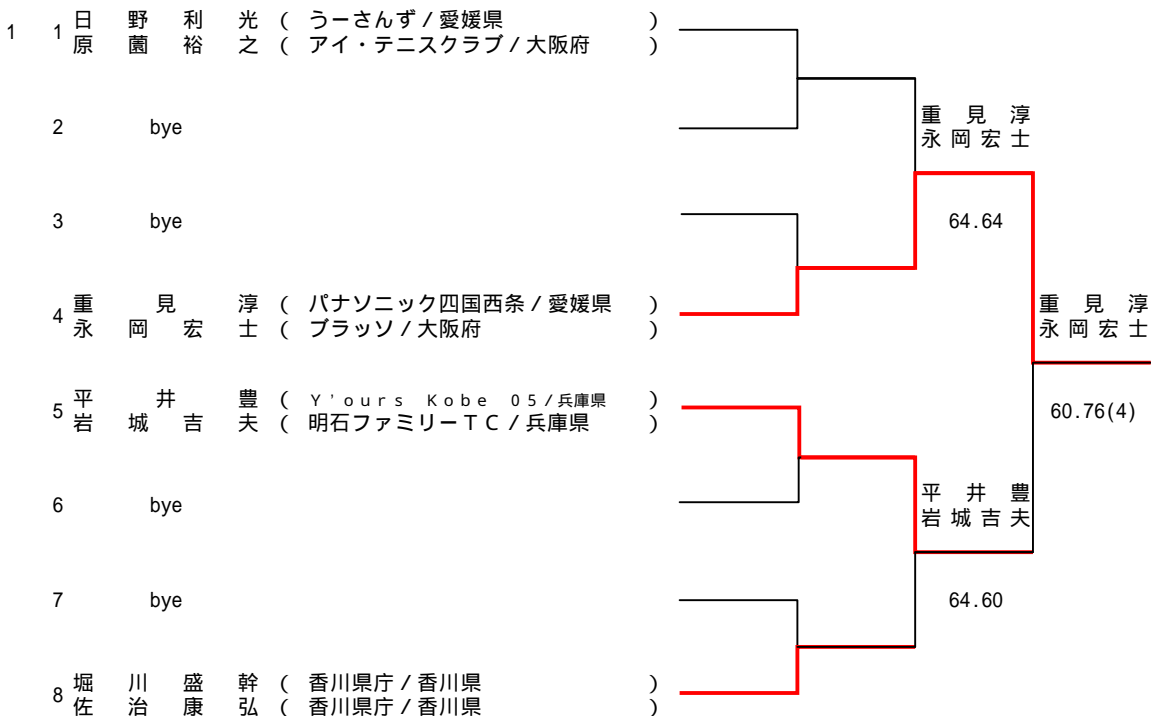 1 1 日野利光 ( うーさんず / 愛媛県 )
原薗裕之 ( アイ・テニスクラブ / 大阪府 )
2 bye
重見淳
永岡宏士
3 bye
64.64
4 重見淳 ( パナソニック四国西条 / 愛媛県 )
永岡宏士 ( ブラッソ / 大阪府 )
重見淳
永岡宏士
5 平井豊 ( Y'ours Kobe 05/兵庫県 )
岩城吉夫 ( 明石ファミリーTC / 兵庫県 )
60.76(4)
6 bye
平井豊
岩城吉夫
7 bye
64.60
8 堀川盛幹 ( 香川県庁 / 香川県 )
佐治康弘 ( 香川県庁 / 香川県 )